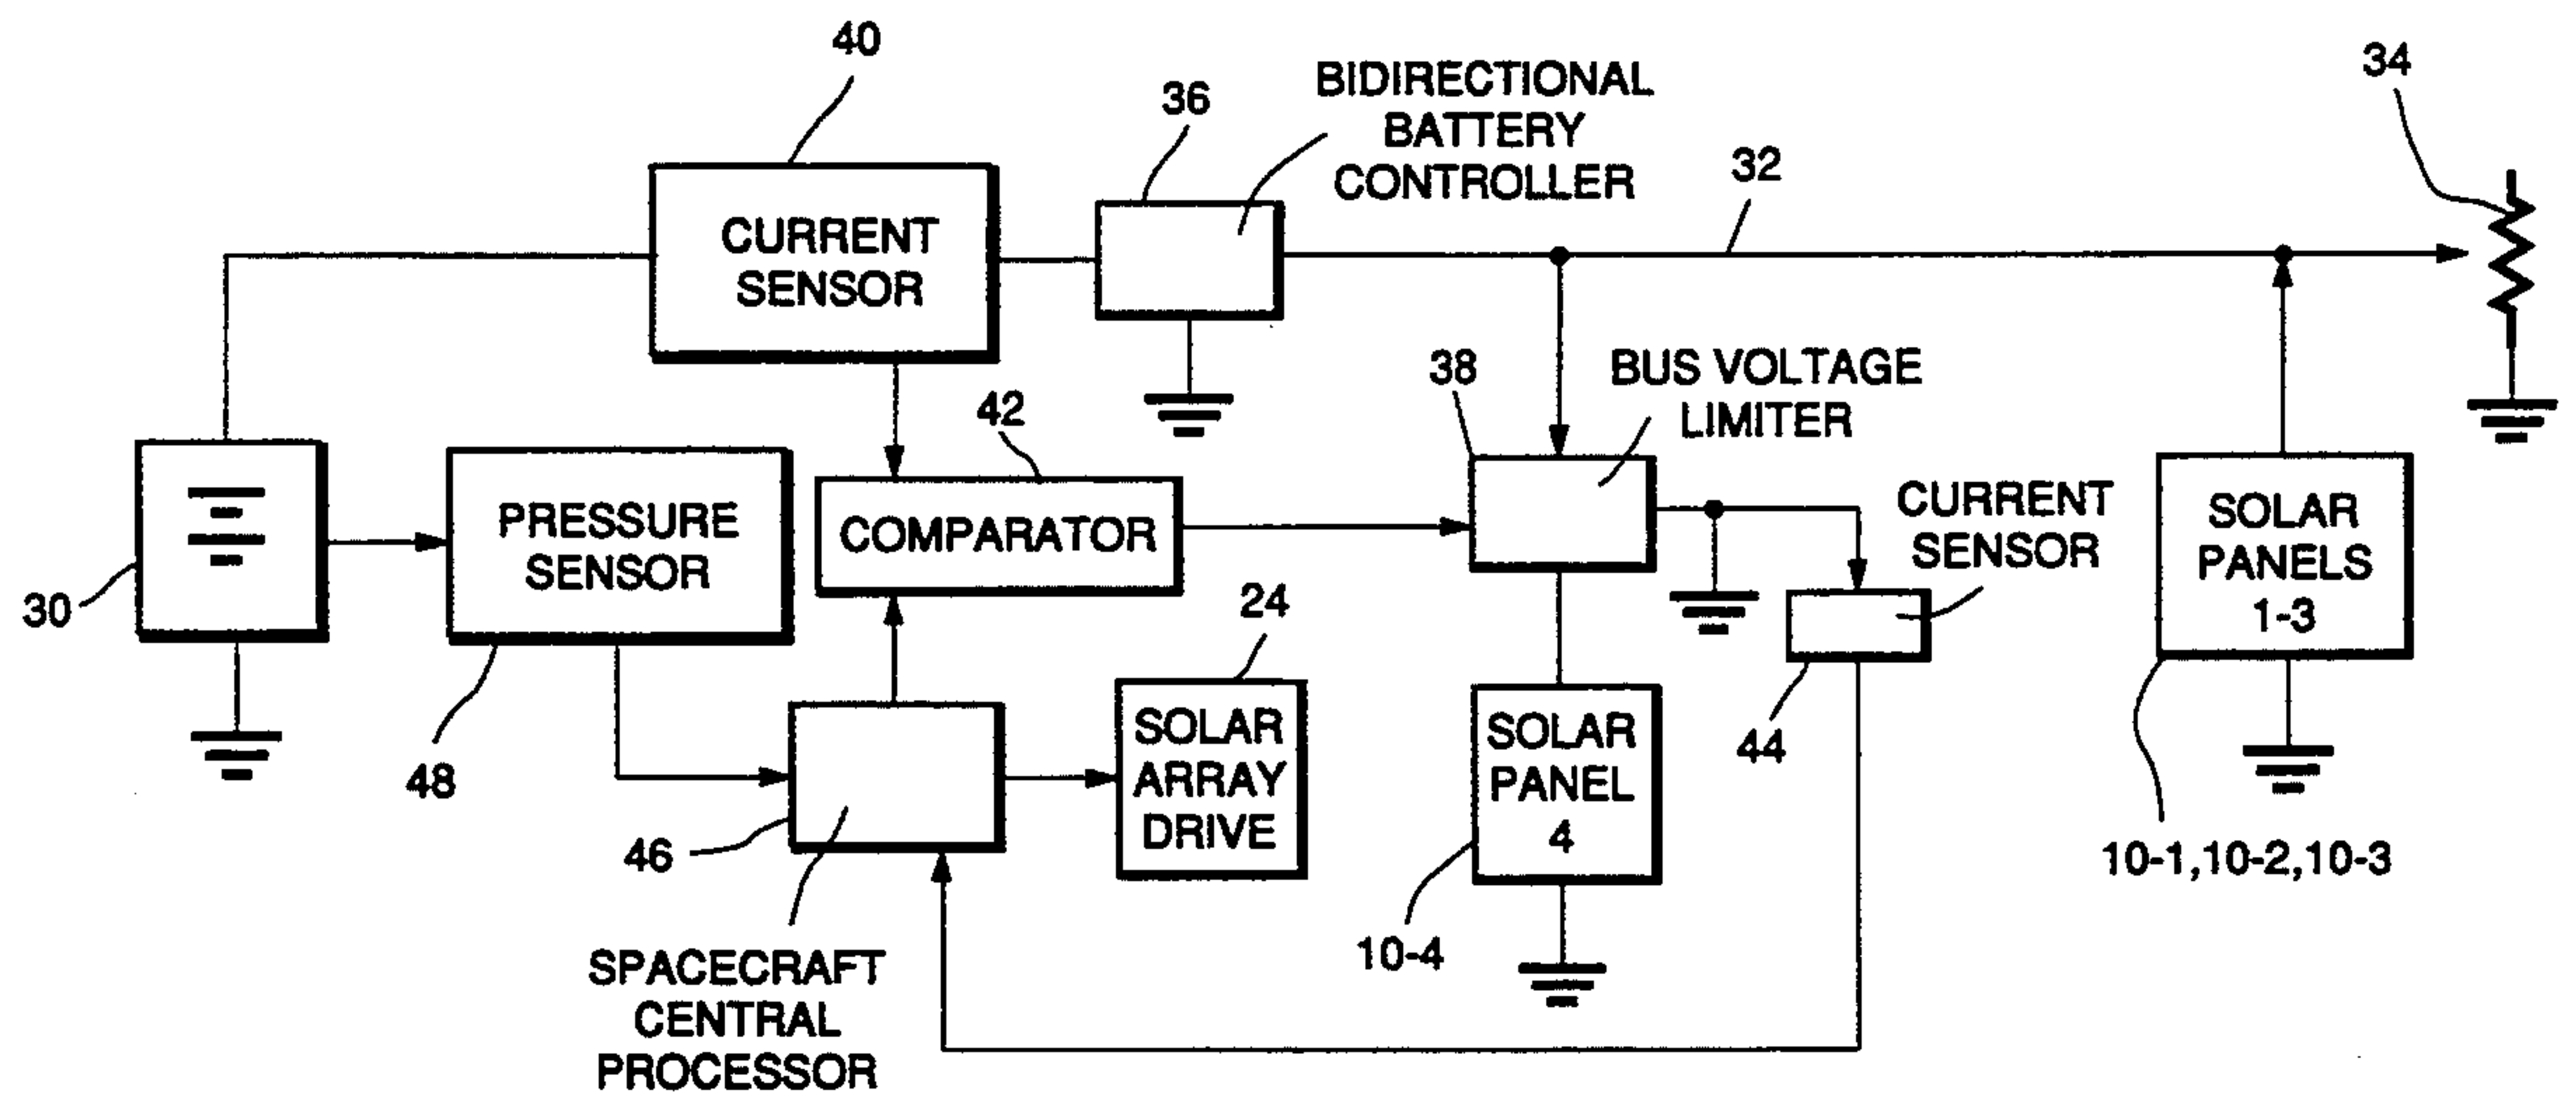 40
34
BIDIRECTIONAL
BATTERY
CONTROLLER
36
32
CURRENT
SENSOR
38
BUS VOLTAGE
LIMITER
42
CURRENT
SENSOR
PRESSURE
SENSOR
COMPARATOR
SOLAR
PANELS
1-3
30
24
48
46
SOLAR
ARRAY
DRIVE
SOLAR
PANEL
4
44
10-1,10-2,10-3
10-4
SPACECRAFT
CENTRAL
PROCESSOR